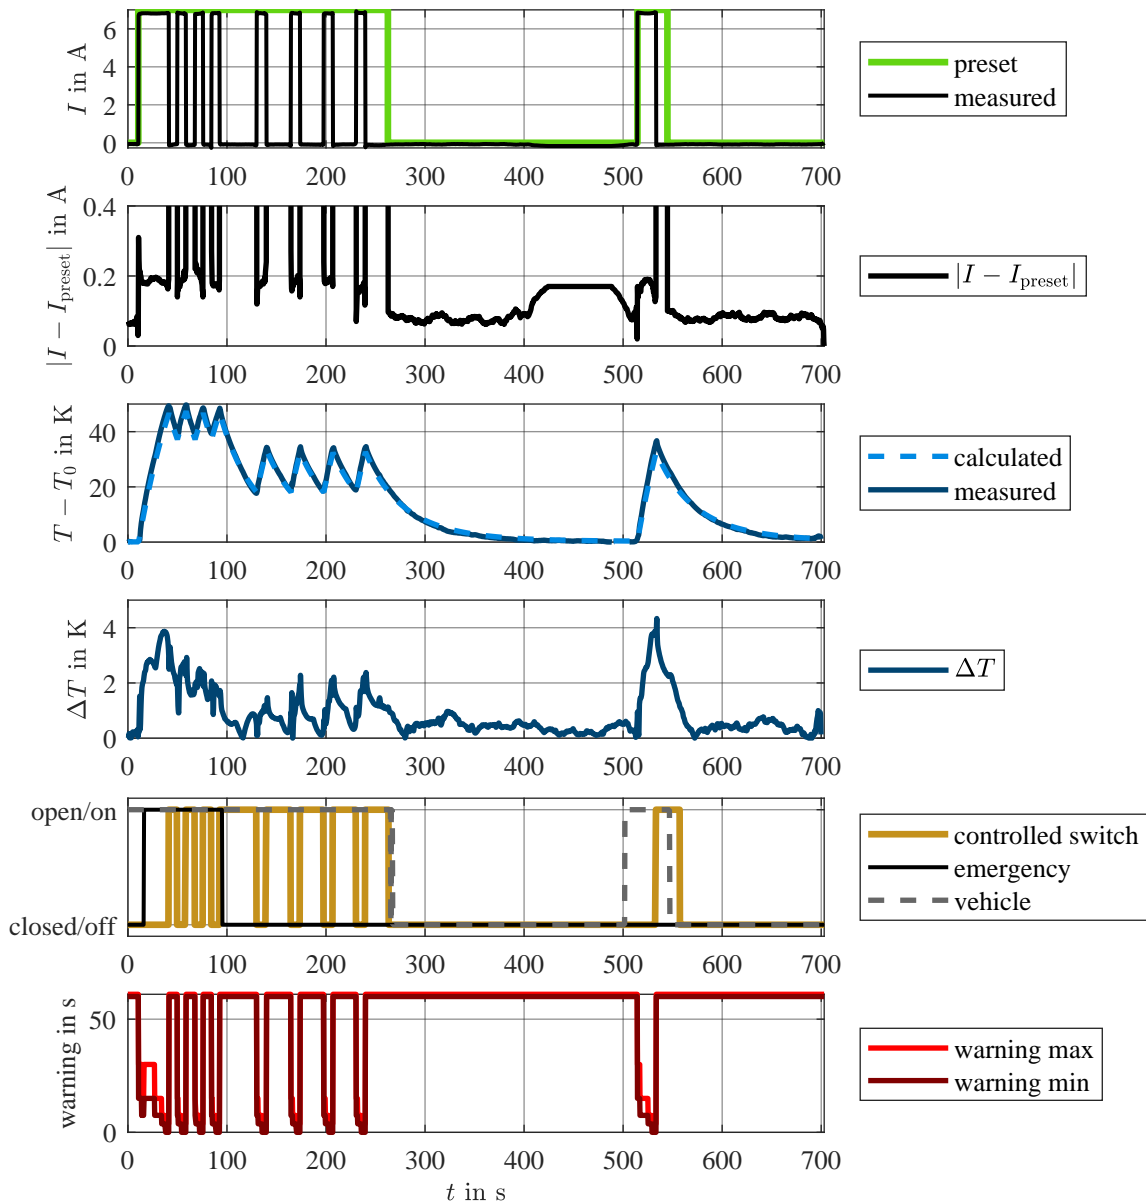 I in A
6
4
2
0
0 100 200 300 400 500 600 700
preset
measured
|I − I_preset| in A
0.4
0.2
0
0 100 200 300 400 500 600 700
|I − I_preset|
T − T_0 in K
40
20
0
0 100 200 300 400 500 600 700
calculated
measured
ΔT in K
4
2
0
0 100 200 300 400 500 600 700
ΔT
open/on
closed/off
0 100 200 300 400 500 600 700
controlled switch
emergency
vehicle
warning in s
50
0
0 100 200 300 400 500 600 700
t in s
warning max
warning min